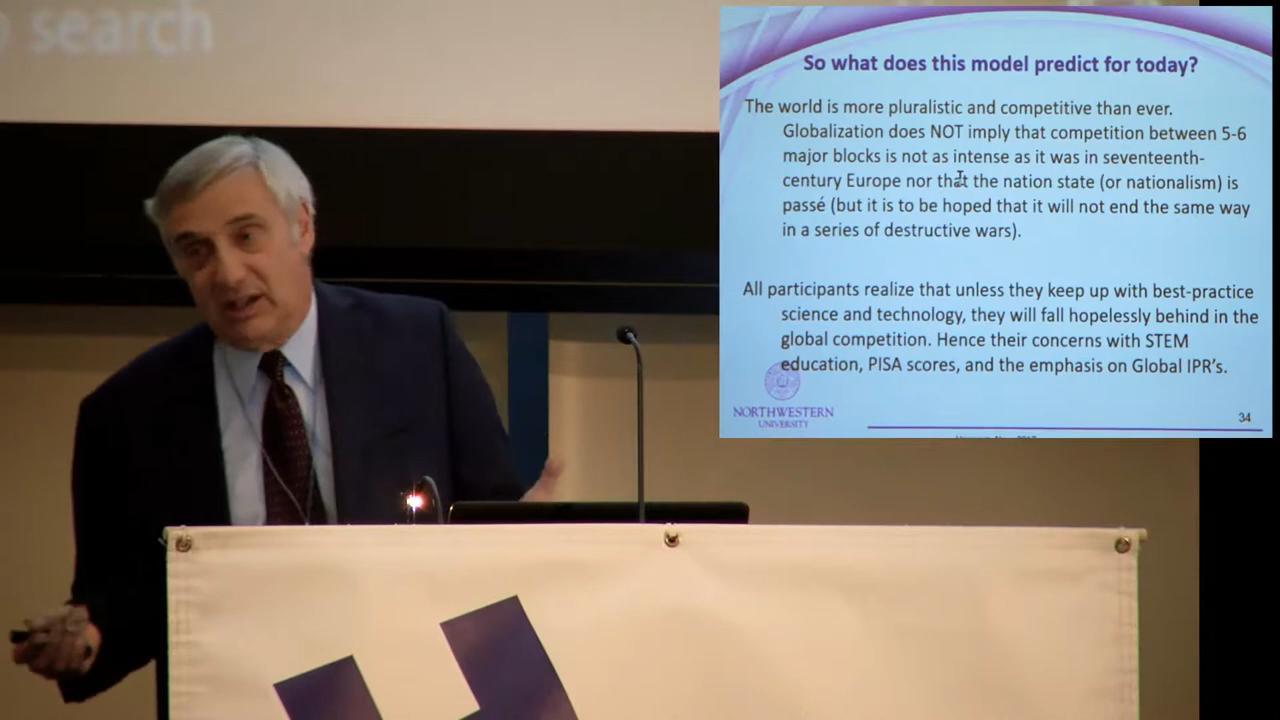 search
So what does this model predict for today?
The world is more pluralistic and competitive than ever.
Globalization does NOT imply that competition between 5-6
major blocks is not as intense as it was in seventeenth-
century Europe nor that the nation state (or nationalism) is
passé (but it is to be hoped that it will not end the same way
in a series of destructive wars).
All participants realize that unless they keep up with best-practice
science and technology, they will fall hopelessly behind in the
global competition. Hence their concerns with STEM
education, PISA scores, and the emphasis on Global IPR's.
NORTHWESTERN
UNIVERSITY
34